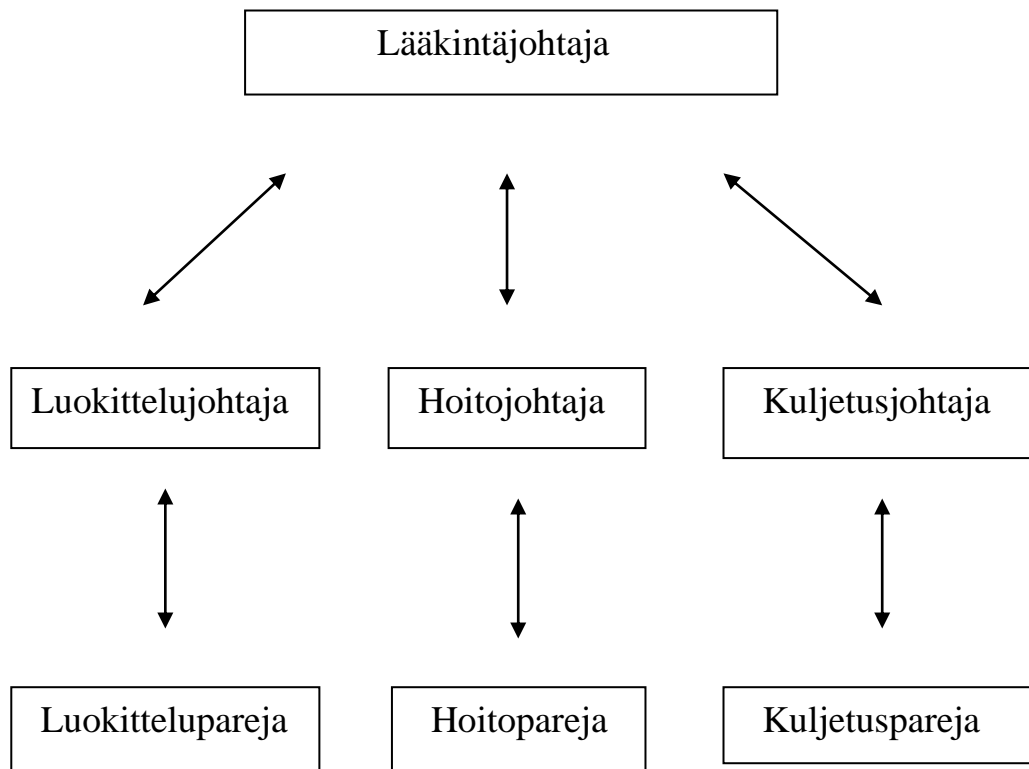 Lääkintäjohtaja
Luokittelujohtaja
Hoitojohtaja
Kuljetusjohtaja
Luokittelupareja
Hoitopareja
Kuljetuspareja